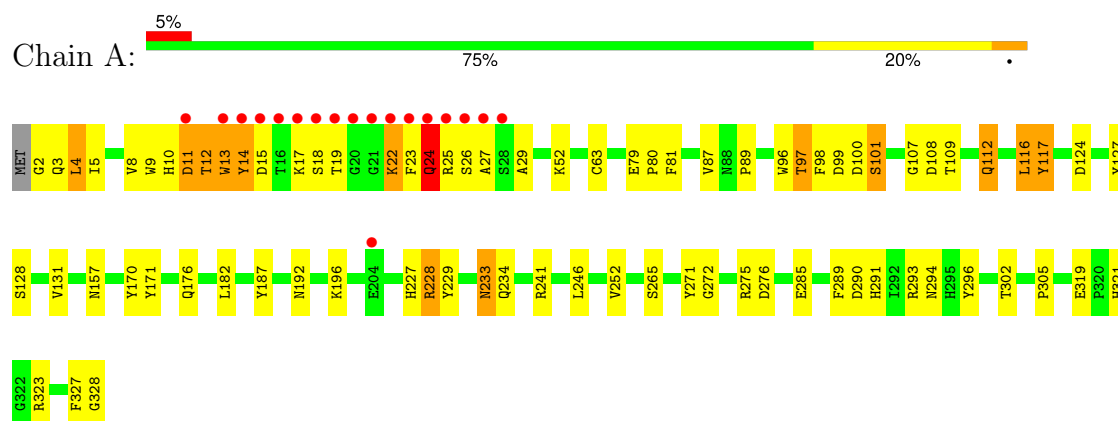 5%
Chain A:
75% 20% •
MET G2 Q3 L4 I5 V8 W9 H10 D11 T12 W13 Y14 D15 T16 K17 S18 T19 G20 G21 K22 F23 Q24 R25 S26 A27 S28 A29 K52 C63 E79 P80 F81 V87 N88 P89 W96 T97 F98 D99 D100 S101 G107 D108 T109 Q112 L116 Y117 D124
S128 V131 N157 Y170 Y171 Q176 L182 Y187 N192 K196 E204 H227 R228 Y229 N233 Q234 R241 L246 V252 S265 Y271 G272 R275 D276 E285 F289 D290 H291 I292 R293 N294 H295 Y296 T302 P305 E319 P320
G322 R323 F327 G328